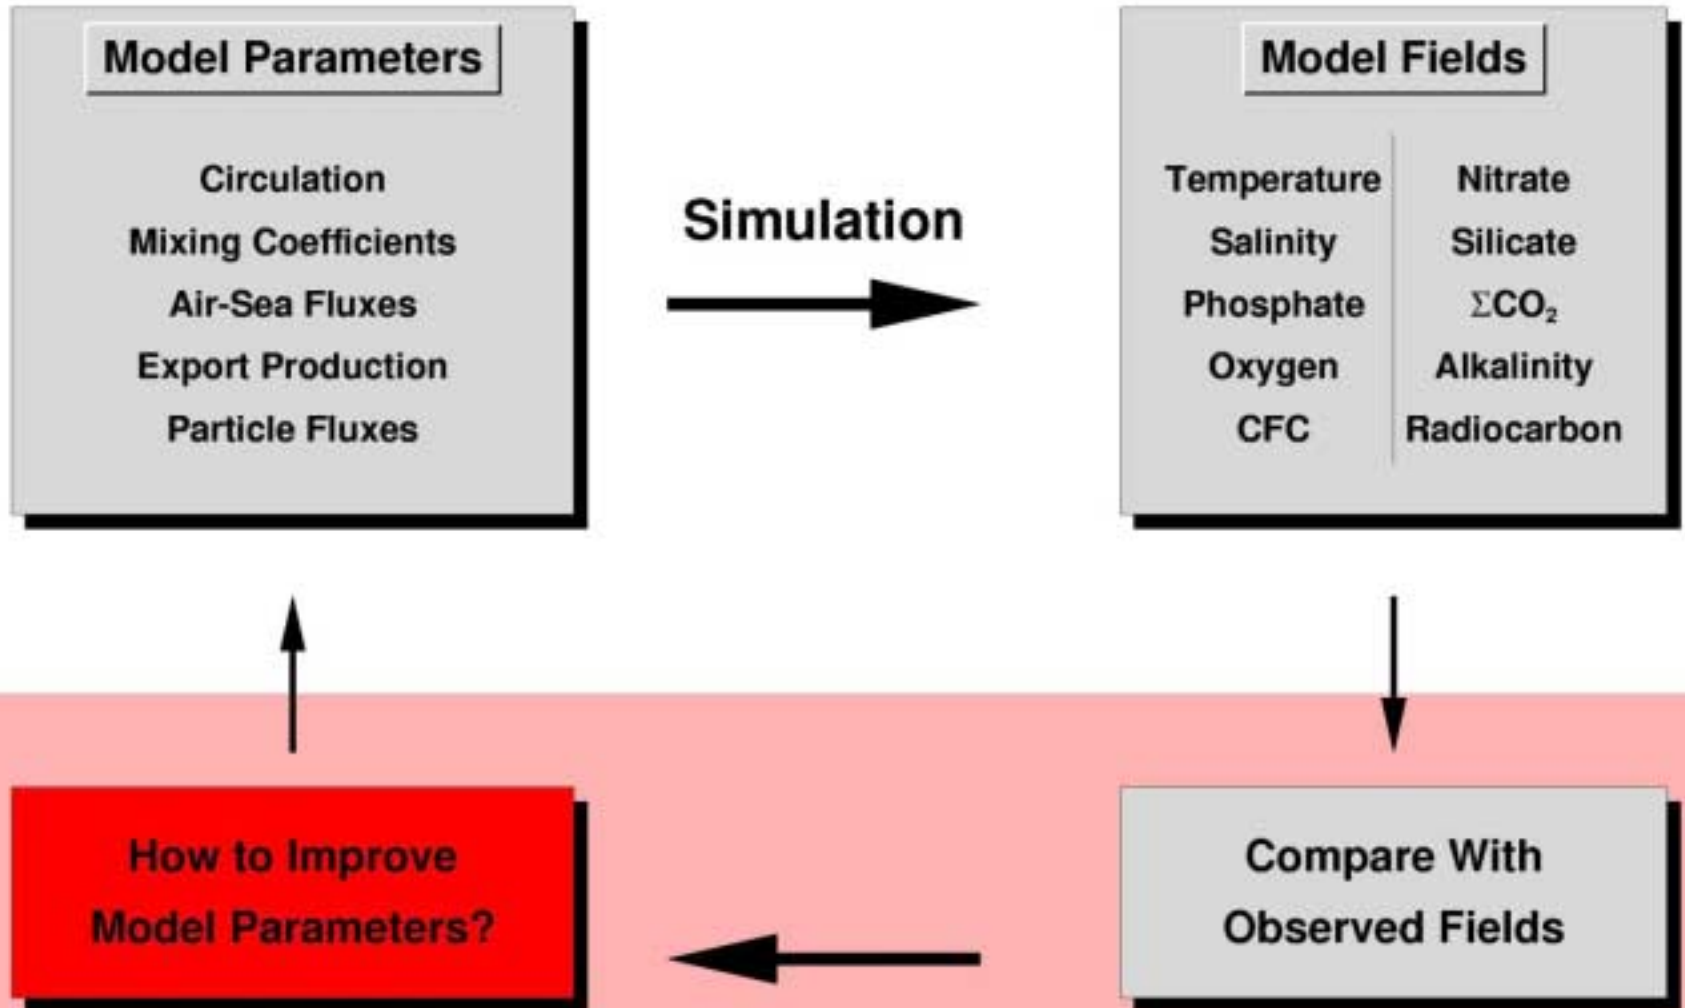 Model Parameters
Circulation
Mixing Coefficients
Air-Sea Fluxes
Export Production
Particle Fluxes
Simulation
Model Fields
Temperature
Salinity
Phosphate
Oxygen
CFC
Nitrate
Silicate
ΣCO₂
Alkalinity
Radiocarbon
How to Improve
Model Parameters?
Compare With
Observed Fields